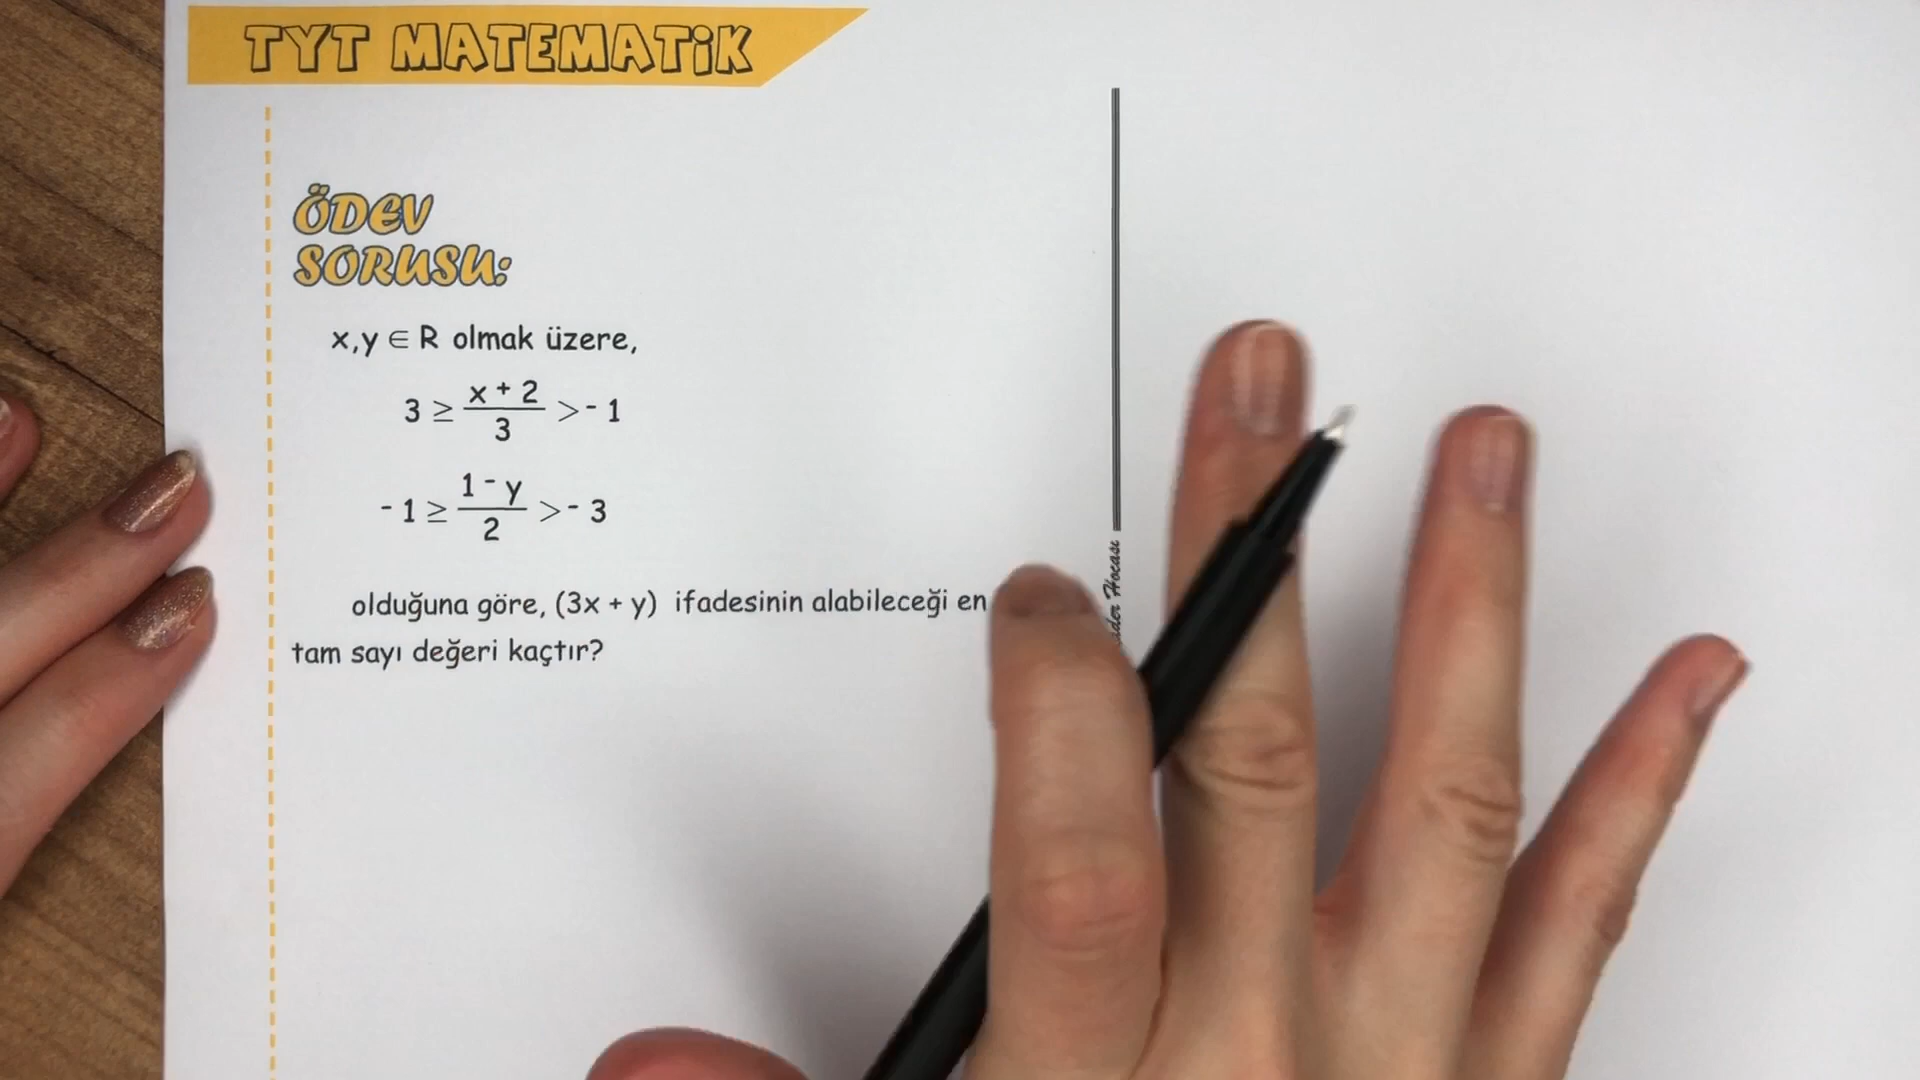 TYT MATEMATİK
ÖDEV
SORUSU:
x,y ∈ R olmak üzere,
3 ≥ (x + 2)/3 > - 1
- 1 ≥ (1 - y)/2 > - 3
olduğuna göre, (3x + y) ifadesinin alabileceği en
tam sayı değeri kaçtır?
Hocası